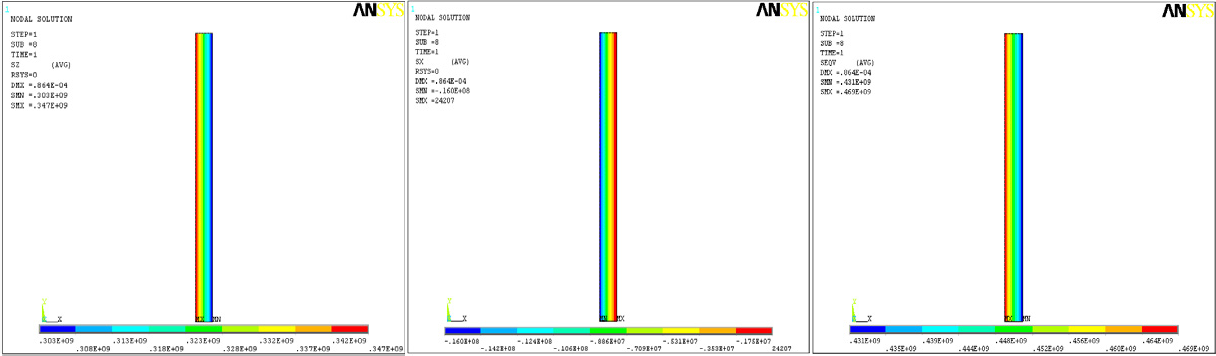 1
ANSYS
NODAL SOLUTION
STEP=1
SUB =8
TIME=1
SZ (AVG)
RSYS=0
DMX =.864E-04
SMN =.303E+09
SMX =.347E+09
Y
Z X
MX MN
.303E+09 .313E+09 .323E+09 .332E+09 .342E+09
.308E+09 .318E+09 .328E+09 .337E+09 .347E+09
1
ANSYS
NODAL SOLUTION
STEP=1
SUB =8
TIME=1
SX (AVG)
RSYS=0
DMX =.864E-04
SMN =-.160E+08
SMX =24207
Y
Z X
MN MX
-.160E+08 -.124E+08 -.886E+07 -.531E+07 -.175E+07
-.142E+08 -.106E+08 -.709E+07 -.353E+07 24207
1
ANSYS
NODAL SOLUTION
STEP=1
SUB =8
TIME=1
SEQV (AVG)
DMX =.864E-04
SMN =.431E+09
SMX =.469E+09
Y
Z X
MX MN
.431E+09 .439E+09 .448E+09 .456E+09 .464E+09
.435E+09 .444E+09 .452E+09 .460E+09 .469E+09